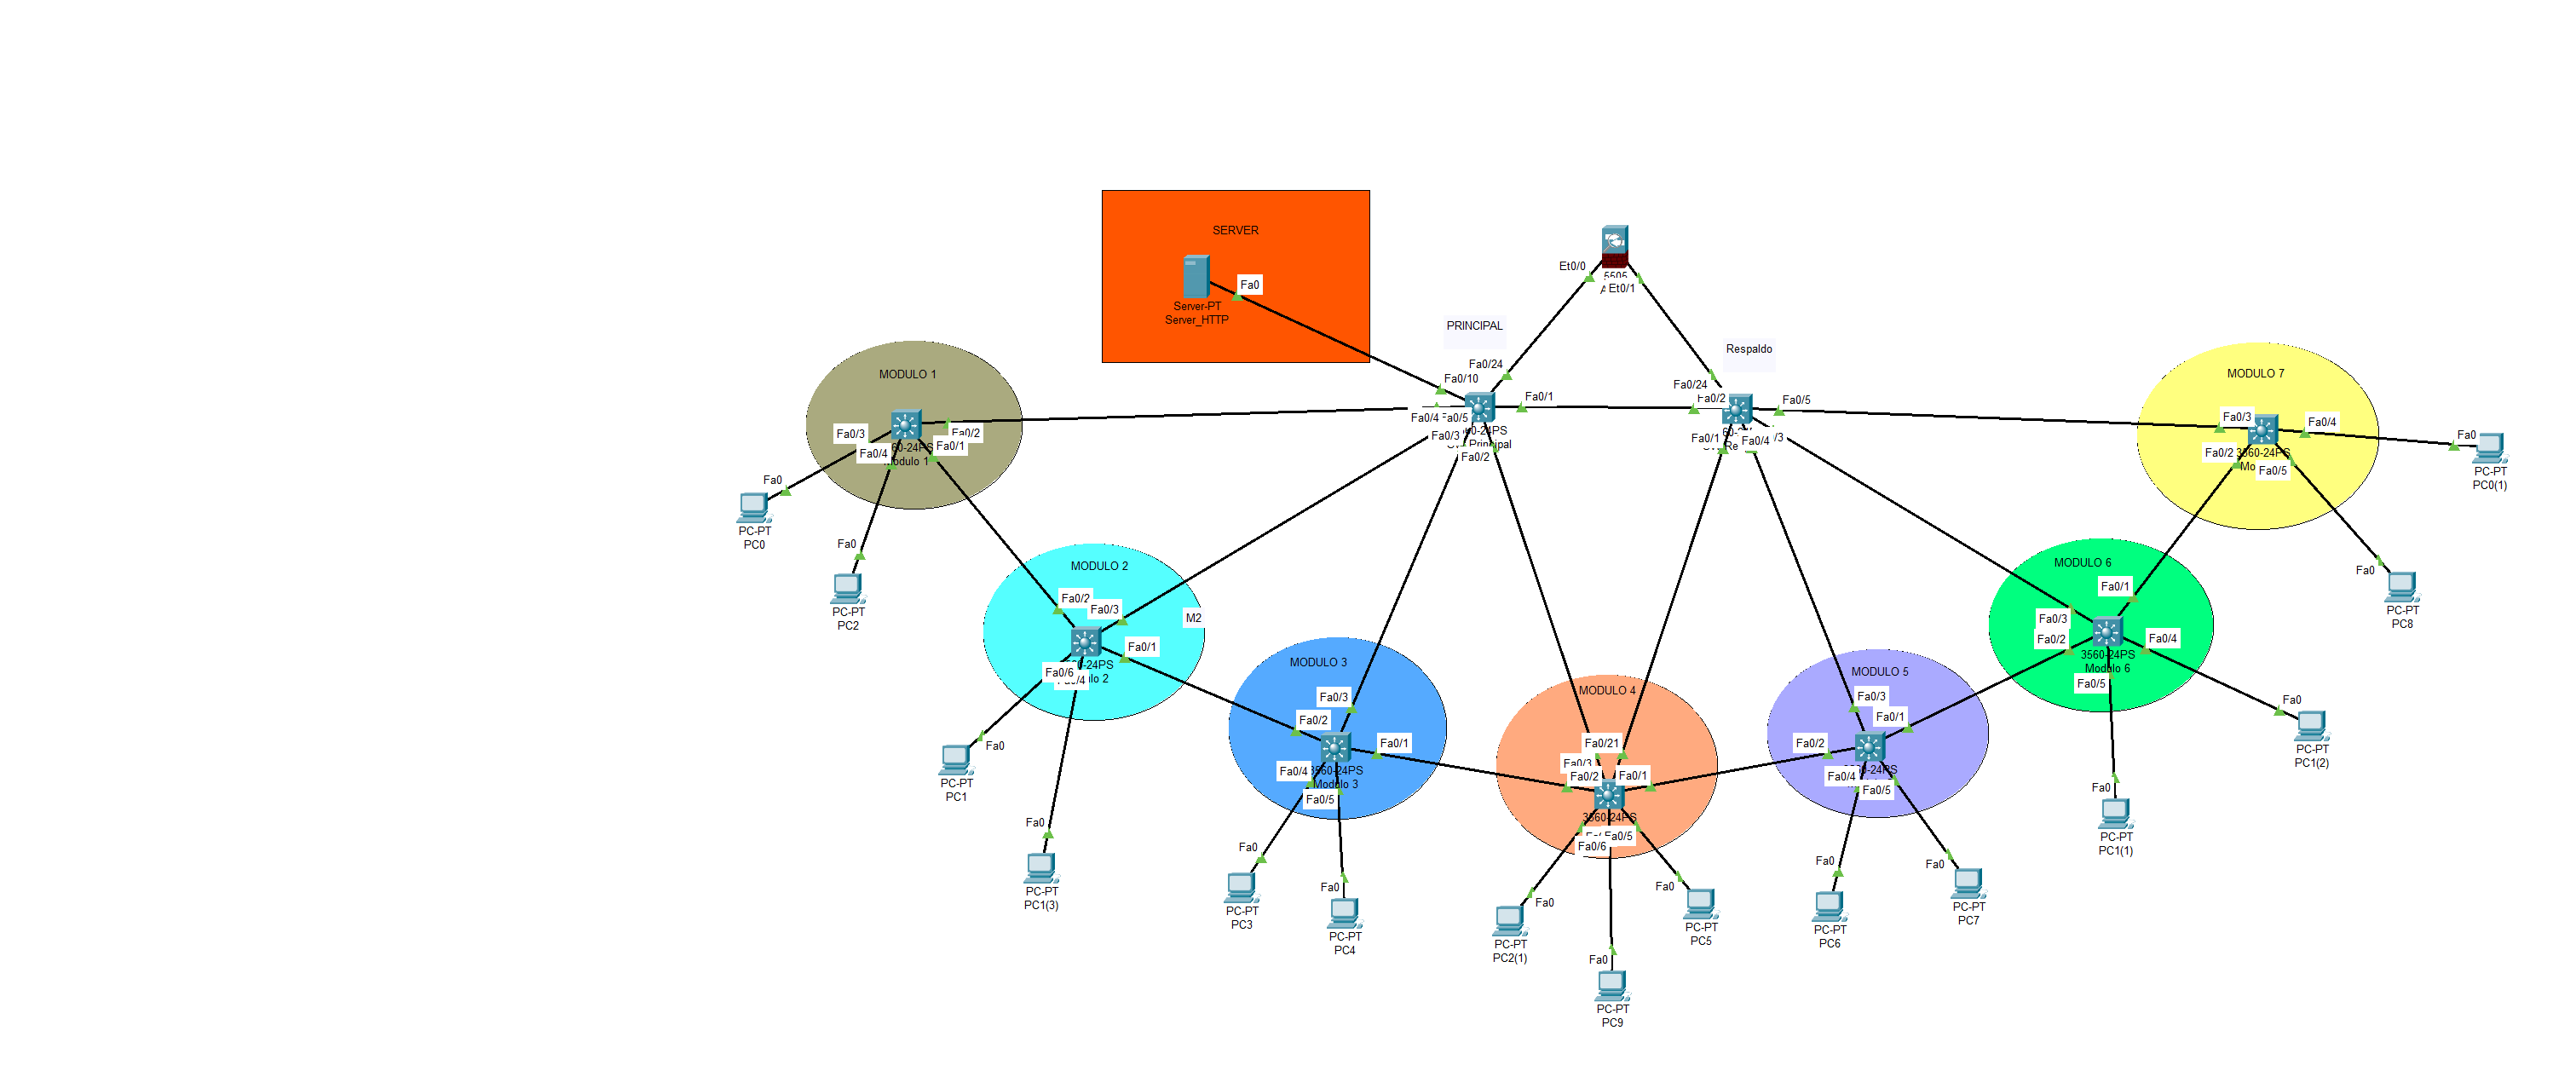 SERVER
Fa0
Server-PT
Server_HTTP
Et0/0
5505
Et0/1
PRINCIPAL
Respaldo
Fa0/24
Fa0/10
Fa0/1
Fa0/4
Fa0/5
Fa0/3
Fa0/2
Principal
Fa0/24
Fa0/2
Fa0/5
Fa0/1
Fa0/4
MODULO 1
Fa0/3
Fa0/2
Fa0/1
Fa0/4
60-24PS
Modulo 1
Fa0
PC-PT
PC0
Fa0
PC-PT
PC2
MODULO 2
Fa0/2
Fa0/3
M2
Fa0/1
Fa0/6
Fa0
PC-PT
PC1
Fa0
PC-PT
PC1(3)
MODULO 3
Fa0/3
Fa0/2
Fa0/1
Fa0/4
3560-24PS
Modulo 3
Fa0/5
Fa0
PC-PT
PC3
Fa0
PC-PT
PC4
MODULO 4
Fa0/21
Fa0/3
Fa0/2
Fa0/1
3560-24PS
Fa0/5
Fa0/6
Fa0
PC-PT
PC2(1)
Fa0
PC-PT
PC9
Fa0
PC-PT
PC5
MODULO 5
Fa0/3
Fa0/1
Fa0/2
Fa0/4
Fa0/5
Fa0
PC-PT
PC6
Fa0
PC-PT
PC7
MODULO 6
Fa0/1
Fa0/3
Fa0/2
Fa0/4
3560-24PS
Modulo 6
Fa0/5
Fa0
PC-PT
PC1(2)
Fa0
PC-PT
PC1(1)
MODULO 7
Fa0/3
Fa0/4
Fa0/2
3560-24PS
Fa0/5
Fa0
PC-PT
PC0(1)
Fa0
PC-PT
PC8